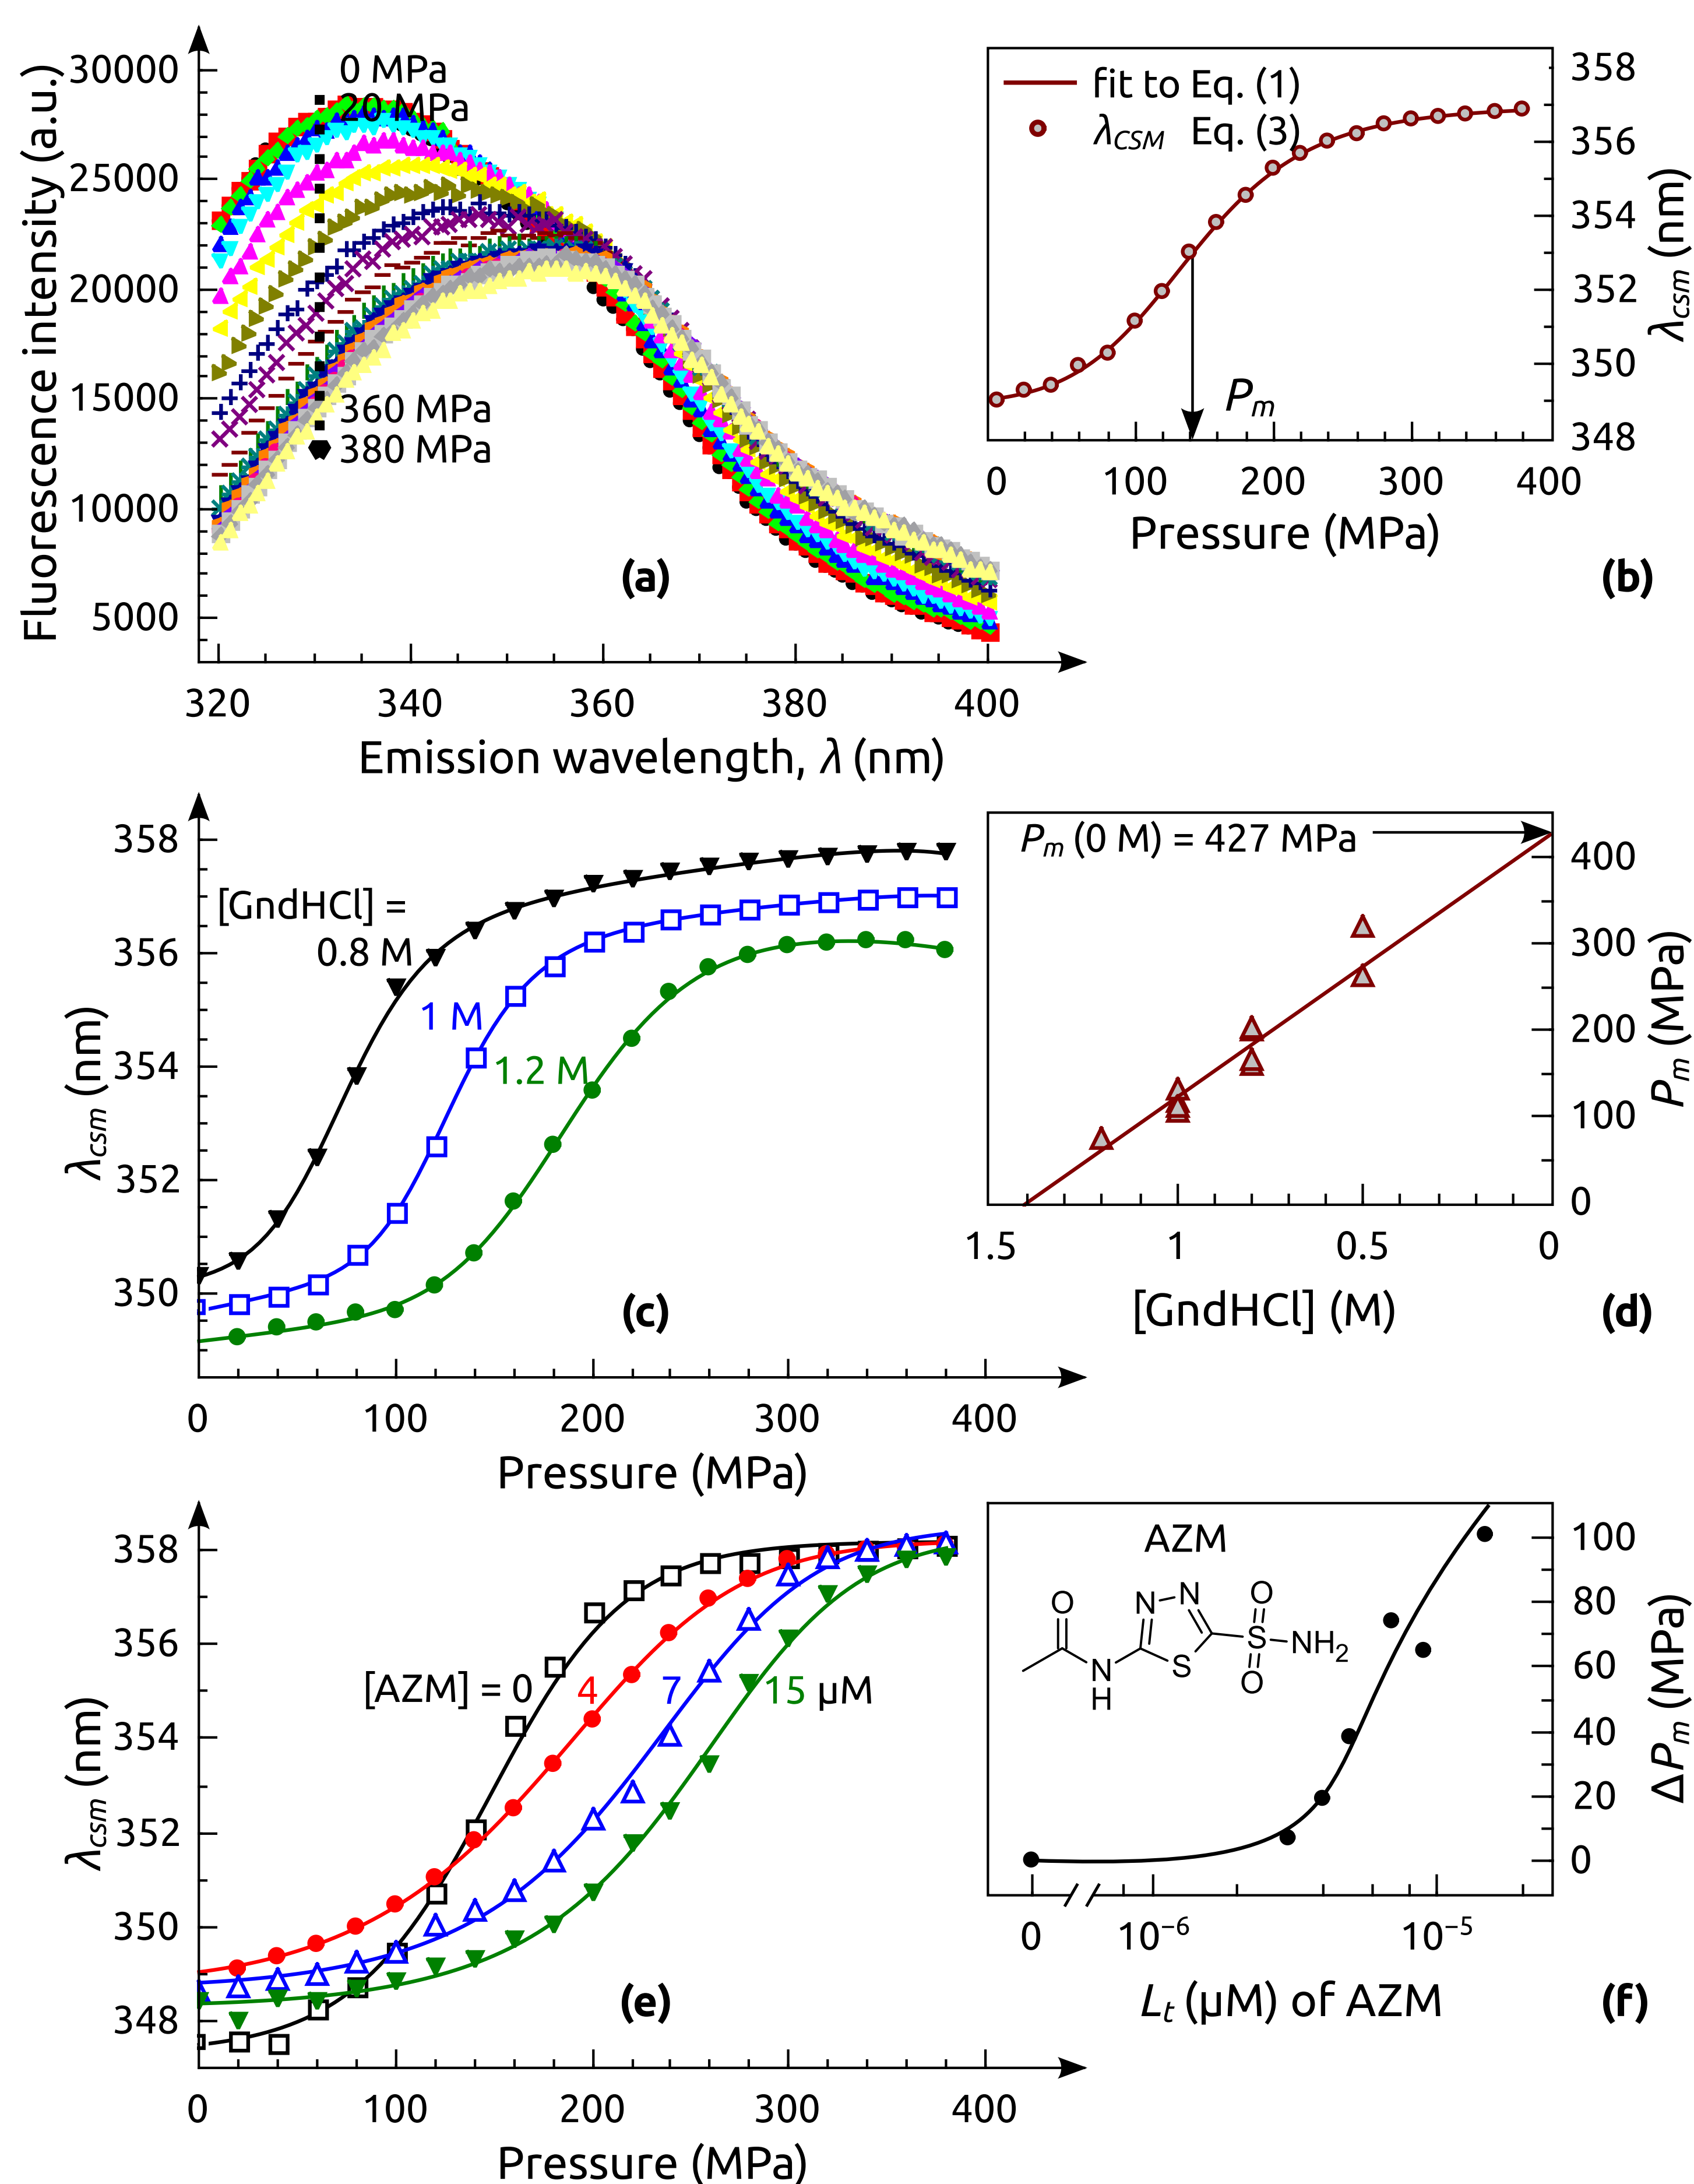 30000
25000
20000
15000
10000
5000
Fluorescence intensity (a.u.)
0 MPa
20 MPa
360 MPa
380 MPa
(a)
320 340 360 380 400
Emission wavelength, λ (nm)
fit to Eq. (1)
λCSM Eq. (3)
Pm
358
356
354
352
350
348
λcsm (nm)
0 100 200 300 400
Pressure (MPa)
(b)
358
356
354
352
350
λcsm (nm)
[GndHCl] =
0.8 M
1 M
1.2 M
(c)
0 100 200 300 400
Pressure (MPa)
Pm (0 M) = 427 MPa
400
300
200
100
0
Pm (MPa)
1.5 1 0.5 0
[GndHCl] (M)
(d)
358
356
354
352
350
348
λcsm (nm)
[AZM] = 0 4 7 15 µM
(e)
0 100 200 300 400
Pressure (MPa)
AZM
O
N N
O
S
NH2
O
S
N
H
100
80
60
40
20
0
ΔPm (MPa)
0 10⁻⁶ 10⁻⁵
Lt (µM) of AZM
(f)